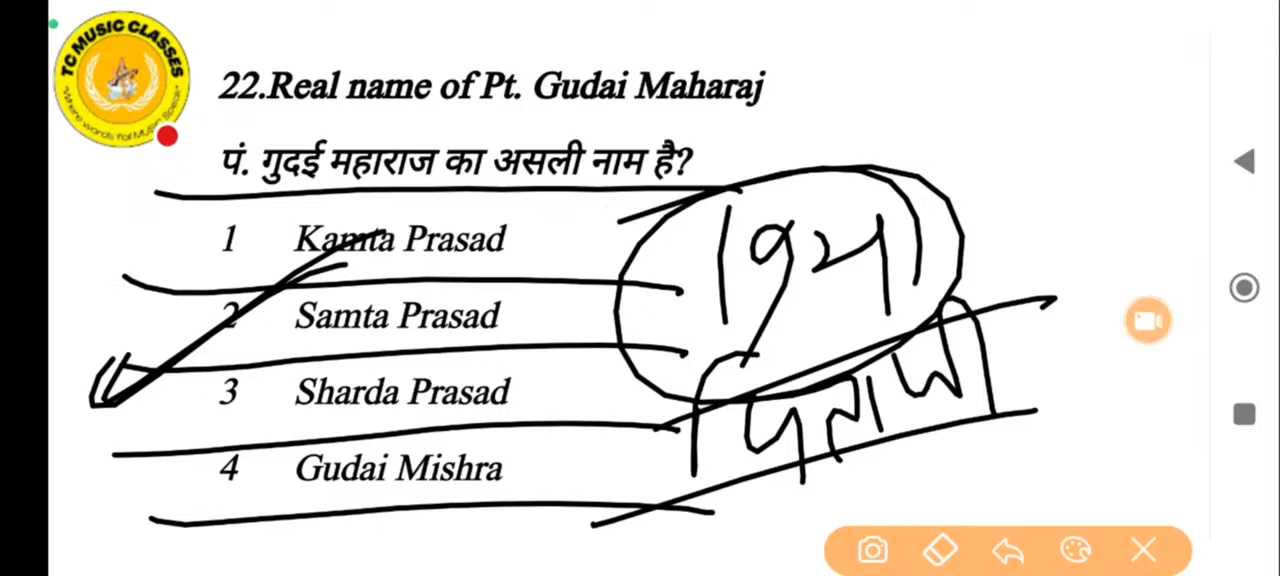 TC MUSIC CLASSES
22.Real name of Pt. Gudai Maharaj
पं. गुदई महाराज का असली नाम है?
1 Kamta Prasad
2 Samta Prasad
3 Sharda Prasad
4 Gudai Mishra